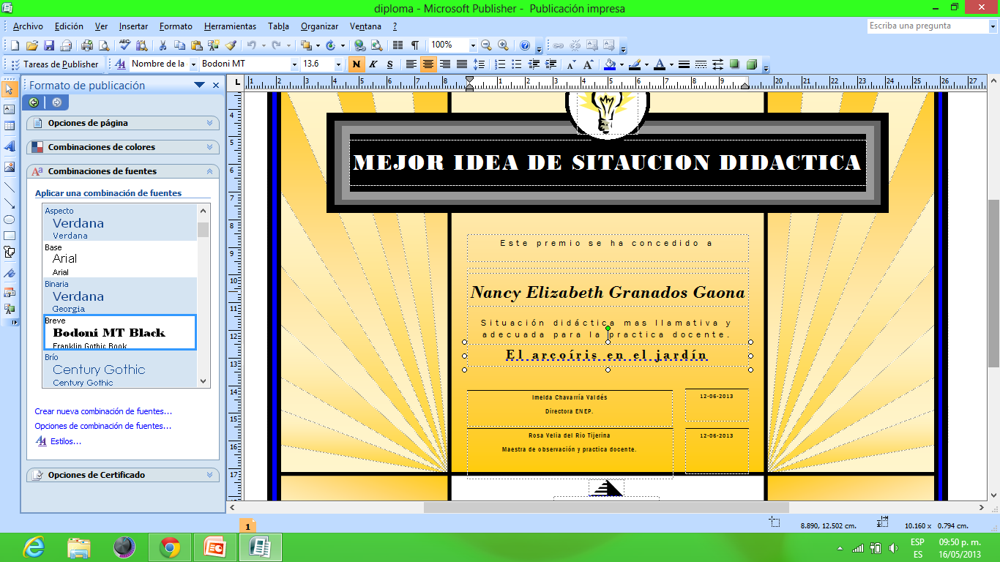 diploma - Microsoft Publisher - Publicación impresa
Archivo Edición Ver Insertar Formato Herramientas Tabla Organizar Ventana ? Escriba una pregunta
100%
Tareas de Publisher Nombre de la Bodoni MT 13.6 N K S
Formato de publicación
Opciones de página
Combinaciones de colores
Combinaciones de fuentes
Aplicar una combinación de fuentes
Aspecto
Verdana
Verdana
Base
Arial
Arial
Binaria
Verdana
Georgia
Breve
Bodoni MT Black
Franklin Gothic Book
Brío
Century Gothic
Century Gothic
Crear nueva combinación de fuentes...
Opciones de combinación de fuentes...
Estilos...
Opciones de Certificado
MEJOR IDEA DE SITAUCION DIDACTICA
Este premio se ha concedido a
Nancy Elizabeth Granados Gaona
Situación didáctica mas llamativa y
adecuada para la practica docente.
El arcoíris en el jardín
Imelda Chavarría Valdés
12-06-2013
Directora ENEP.
Rosa Velia del Rio Tijerina
12-06-2013
Maestra de observación y practica docente.
1
8.890, 12.502 cm. 10.160 x 0.794 cm.
ESP 09:50 p. m.
ES 16/05/2013